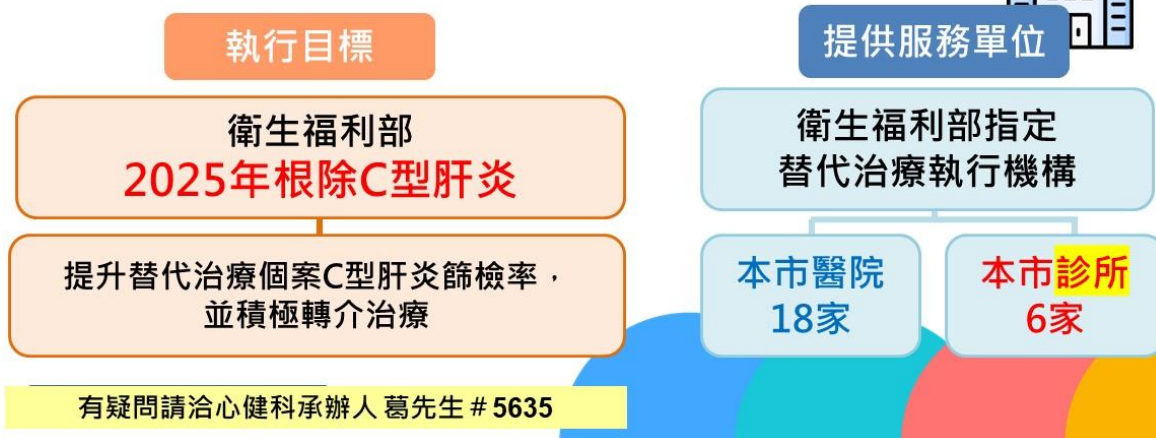 執行目標
衛生福利部
2025年根除C型肝炎
提升替代治療個案C型肝炎篩檢率，
並積極轉介治療
有疑問請洽心健科承辦人 葛先生＃5635
提供服務單位
衛生福利部指定
替代治療執行機構
本市醫院
18家
本市診所
6家